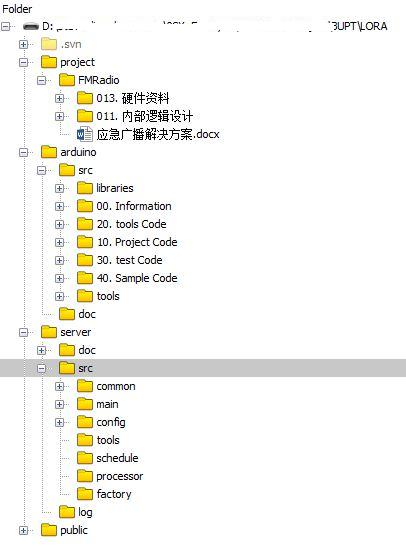 Folder
D:
BUPT\LORA
.svn
project
FMRadio
013. 硬件资料
011. 内部逻辑设计
应急广播解决方案.docx
arduino
src
libraries
00. Information
20. tools Code
10. Project Code
30. test Code
40. Sample Code
tools
doc
server
doc
src
common
main
config
tools
schedule
processor
factory
log
public